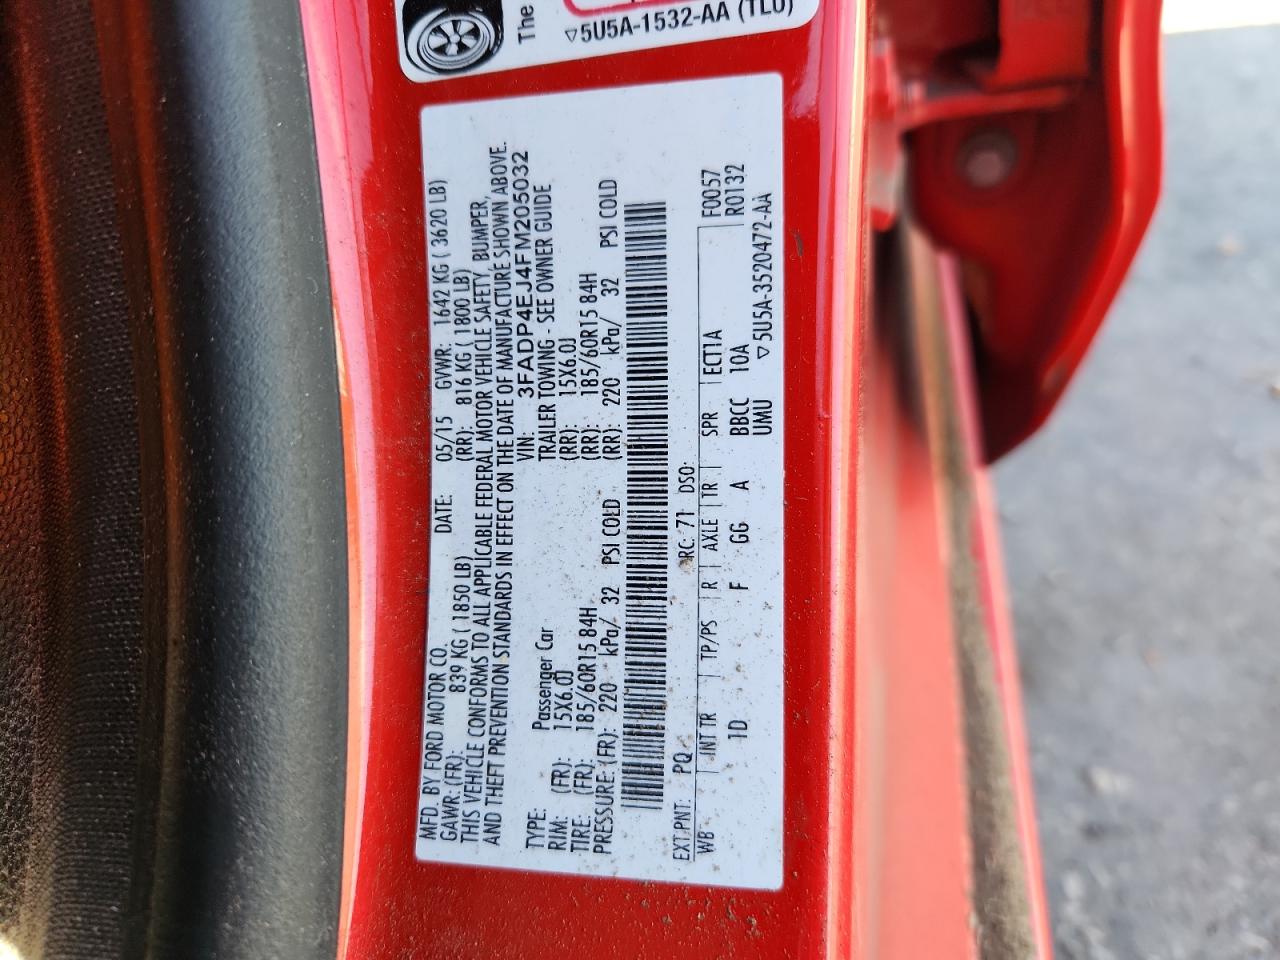 The
▽5U5A-1532-AA (TLU)
MFD. BY FORD MOTOR CO. DATE: 05/15 GVWR: 1642 KG ( 3620 LB)
GAWR: (FR): 839 KG ( 1850 LB) (RR): 816 KG ( 1800 LB)
THIS VEHICLE CONFORMS TO ALL APPLICABLE FEDERAL MOTOR VEHICLE SAFETY, BUMPER,
AND THEFT PREVENTION STANDARDS IN EFFECT ON THE DATE OF MANUFACTURE SHOWN ABOVE.
VIN: 3FADP4EJ4FM205032
TYPE: Passenger Car TRAILER TOWING - SEE OWNER GUIDE
RIM: (FR): 15X6.0J (RR): 15X6.0J
TIRE: (FR): 185/60R15 84H (RR): 185/60R15 84H
PRESSURE: (FR): 220 kPa/ 32 PSI COLD (RR): 220 kPa/ 32 PSI COLD
EXT.PNT: PQ RC: 71 DSO: F0057
WB INT TR TP/PS R AXLE TR SPR ECT1A R0132
1D F GG A BBCC 10A
UMU ▽5U5A-3520472-AA